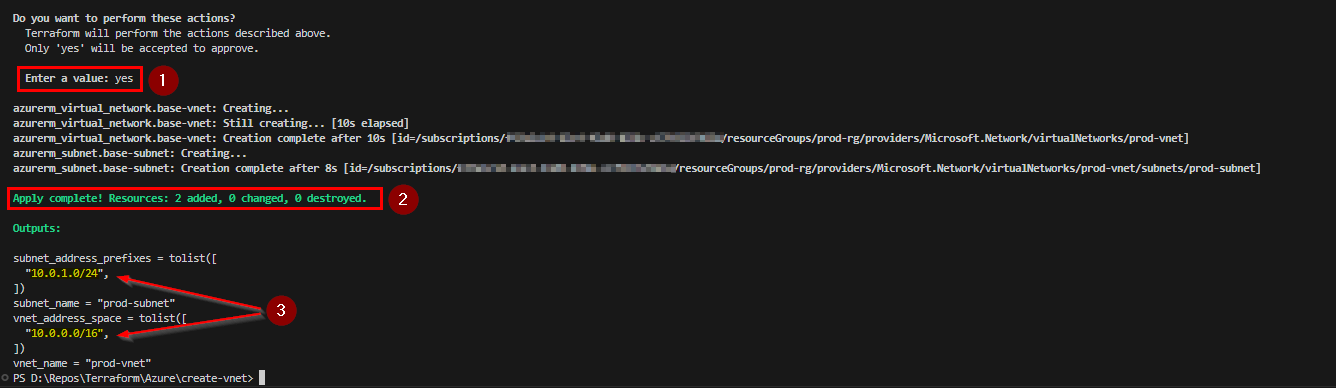 Do you want to perform these actions?
Terraform will perform the actions described above.
Only 'yes' will be accepted to approve.
Enter a value: yes
1
azurerm_virtual_network.base-vnet: Creating...
azurerm_virtual_network.base-vnet: Still creating... [10s elapsed]
azurerm_virtual_network.base-vnet: Creation complete after 10s [id=/subscriptions/ /resourceGroups/prod-rg/providers/Microsoft.Network/virtualNetworks/prod-vnet]
azurerm_subnet.base-subnet: Creating...
azurerm_subnet.base-subnet: Creation complete after 8s [id=/subscriptions/ /resourceGroups/prod-rg/providers/Microsoft.Network/virtualNetworks/prod-vnet/subnets/prod-subnet]
Apply complete! Resources: 2 added, 0 changed, 0 destroyed.
2
Outputs:
subnet_address_prefixes = tolist([
"10.0.1.0/24",
])
subnet_name = "prod-subnet"
3
vnet_address_space = tolist([
"10.0.0.0/16",
])
vnet_name = "prod-vnet"
PS D:\Repos\Terraform\Azure\create-vnet>